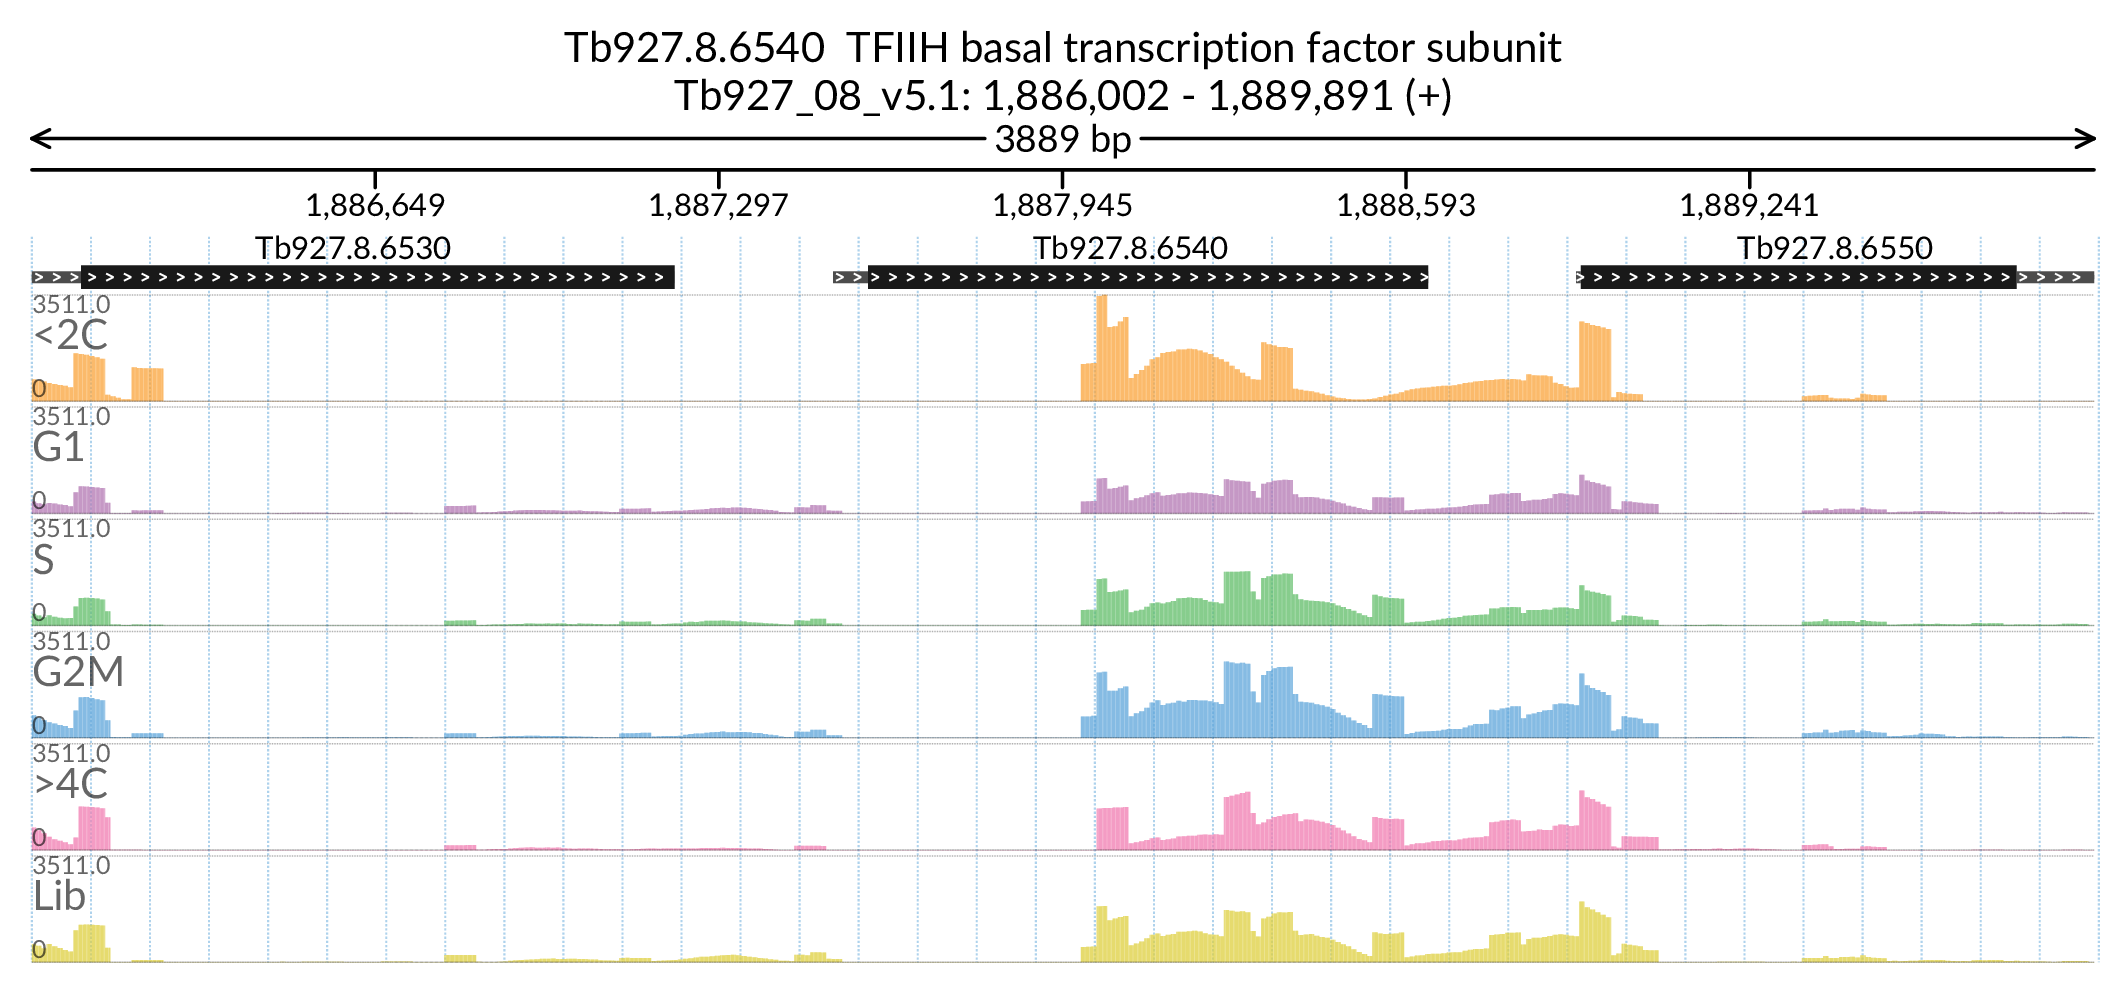 Tb927.8.6540  TFIIH basal transcription factor subunit
Tb927_08_v5.1: 1,886,002 - 1,889,891 (+)
3889 bp
1,886,649 1,887,297 1,887,945 1,888,593 1,889,241
Tb927.8.6530 Tb927.8.6540 Tb927.8.6550
3511.0
<2C
0
3511.0
G1
0
3511.0
S
0
3511.0
G2M
0
3511.0
>4C
0
3511.0
Lib
0